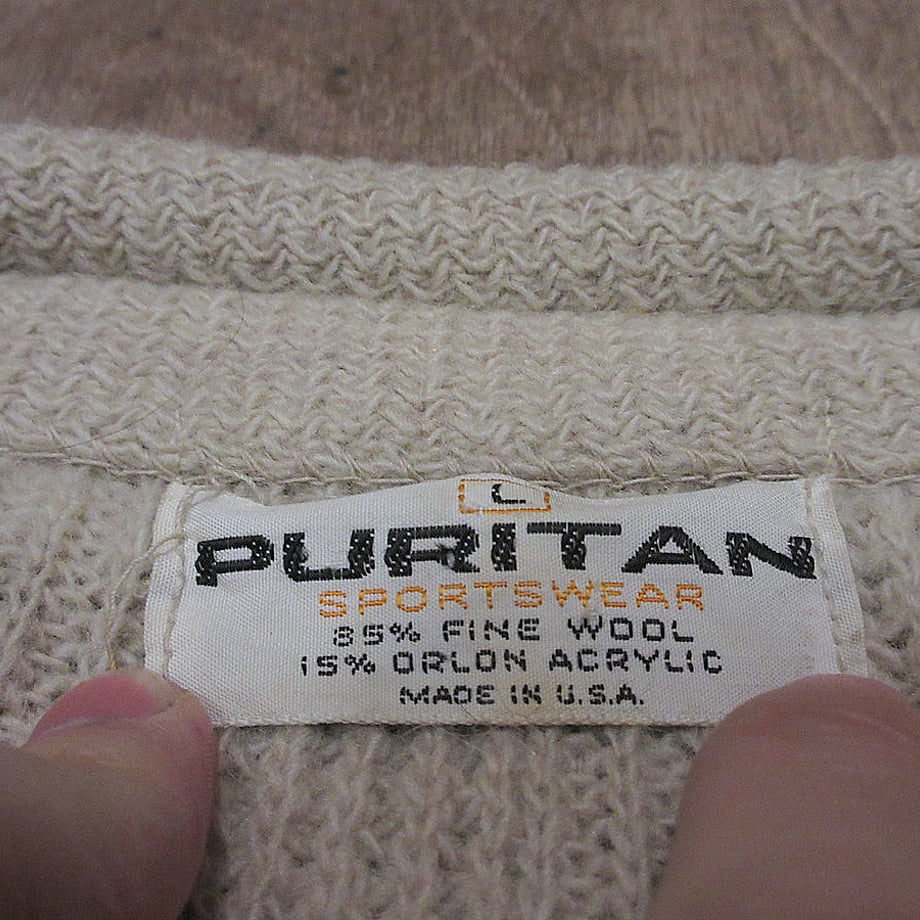 L
PURITAN
SPORTSWEAR
85% FINE WOOL
15% ORLON ACRYLIC
MADE IN U.S.A.